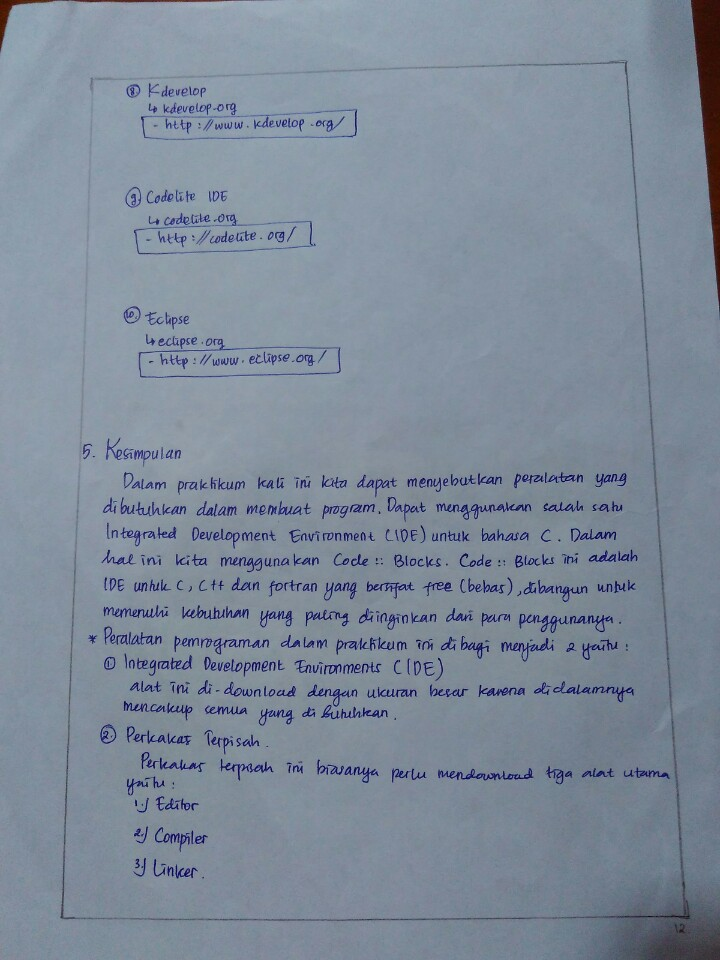 8. Kdevelop
↳ kdevelop.org
- http://www.kdevelop.org/
9. Codelite IDE
↳ codelite.org
- http://codelite.org/
10. Eclipse
↳ eclipse.org
- http://www.eclipse.org/
5. Kesimpulan
Dalam praktikum kali ini kita dapat menyebutkan peralatan yang
dibutuhkan dalam membuat program. Dapat menggunakan salah satu
Integrated Development Environment (IDE) untuk bahasa C. Dalam
hal ini kita menggunakan Code :: Blocks. Code :: Blocks ini adalah
IDE untuk C, C++ dan fortran yang bersifat free (bebas), dibangun untuk
memenuhi kebutuhan yang paling diinginkan dari para penggunanya.
* Peralatan pemrograman dalam praktikum ini dibagi menjadi 2 yaitu :
1. Integrated Development Environments (IDE)
alat ini di-download dengan ukuran besar karena didalamnya
mencakup semua yang di butuhkan.
2. Perkakas Terpisah.
Perkakas terpisah ini biasanya perlu mendownload tiga alat utama
yaitu :
1.) Editor
2.) Compiler
3.) Linker.
12